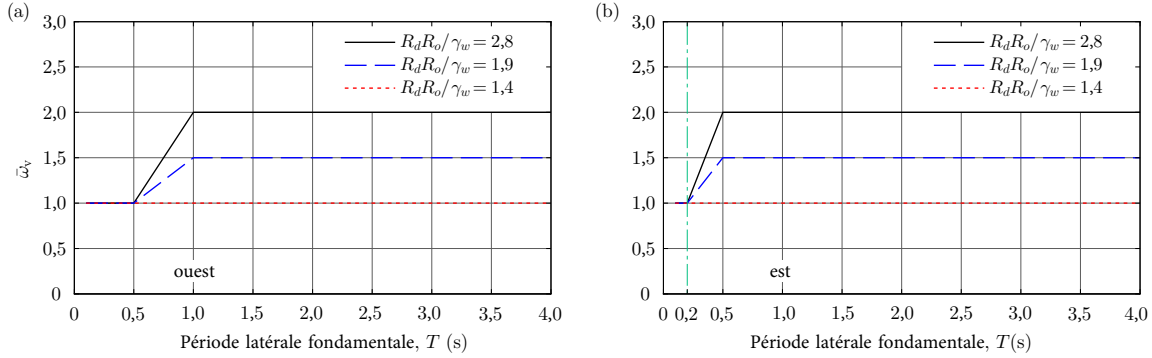 (a)
3,0
2,5
2,0
1,5
1,0
0,5
0
ω̄v
R_dR_o/γ_w = 2,8
R_dR_o/γ_w = 1,9
R_dR_o/γ_w = 1,4
ouest
0 0,5 1,0 1,5 2,0 2,5 3,0 3,5 4,0
Période latérale fondamentale, T (s)
(b)
3,0
2,5
2,0
1,5
1,0
0,5
0
R_dR_o/γ_w = 2,8
R_dR_o/γ_w = 1,9
R_dR_o/γ_w = 1,4
est
0 0,2 0,5 1,0 1,5 2,0 2,5 3,0 3,5 4,0
Période latérale fondamentale, T(s)